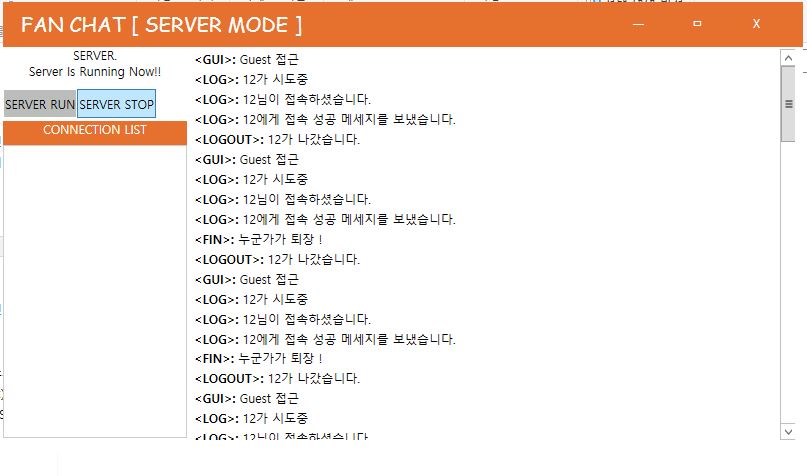 FAN CHAT [ SERVER MODE ]
X
SERVER.
Server Is Running Now!!
SERVER RUN
SERVER STOP
CONNECTION LIST
<GUI>: Guest 접근
<LOG>: 12가 시도중
<LOG>: 12님이 접속하셨습니다.
<LOG>: 12에게 접속 성공 메세지를 보냈습니다.
<LOGOUT>: 12가 나갔습니다.
<GUI>: Guest 접근
<LOG>: 12가 시도중
<LOG>: 12님이 접속하셨습니다.
<LOG>: 12에게 접속 성공 메세지를 보냈습니다.
<FIN>: 누군가가 퇴장 !
<LOGOUT>: 12가 나갔습니다.
<GUI>: Guest 접근
<LOG>: 12가 시도중
<LOG>: 12님이 접속하셨습니다.
<LOG>: 12에게 접속 성공 메세지를 보냈습니다.
<FIN>: 누군가가 퇴장 !
<LOGOUT>: 12가 나갔습니다.
<GUI>: Guest 접근
<LOG>: 12가 시도중
<LOG>: 12님이 접속하셨습니다.